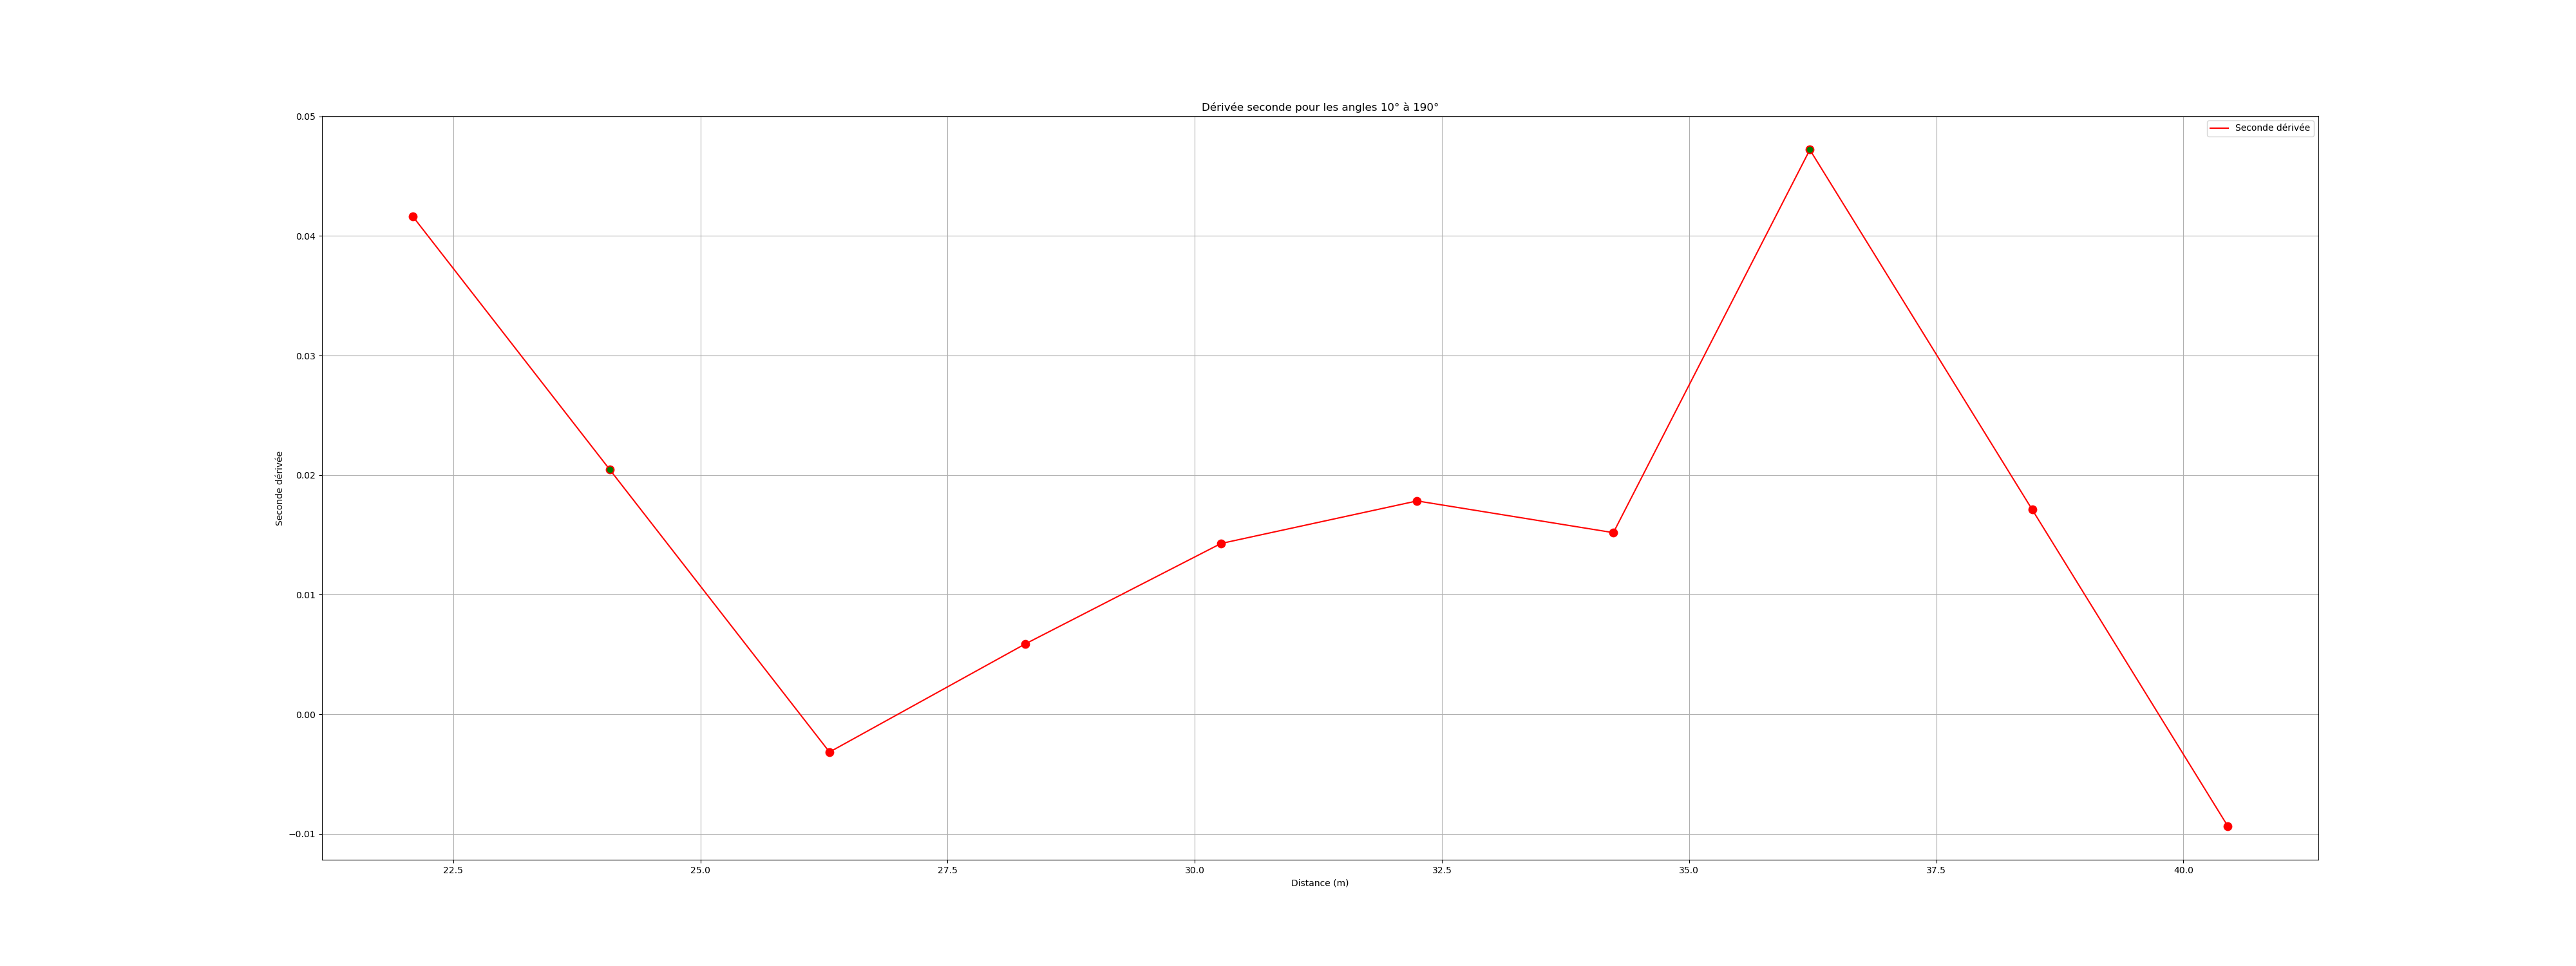 Dérivée seconde pour les angles 10° à 190°
Seconde dérivée
0.05
0.04
0.03
0.02
0.01
0.00
−0.01
Seconde dérivée
22.5 25.0 27.5 30.0 32.5 35.0 37.5 40.0
Distance (m)